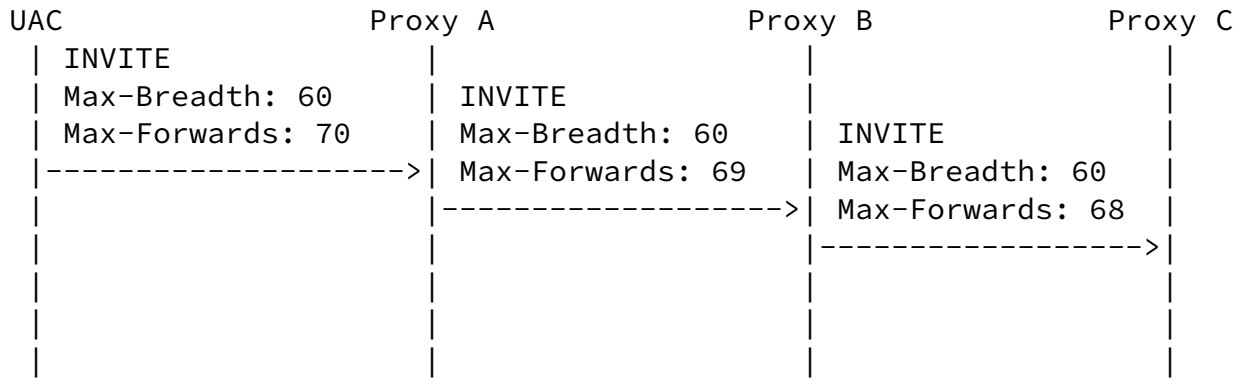 UAC Proxy A Proxy B Proxy C
INVITE
Max-Breadth: 60 INVITE
Max-Forwards: 70 Max-Breadth: 60 INVITE
Max-Forwards: 69 Max-Breadth: 60
Max-Forwards: 68